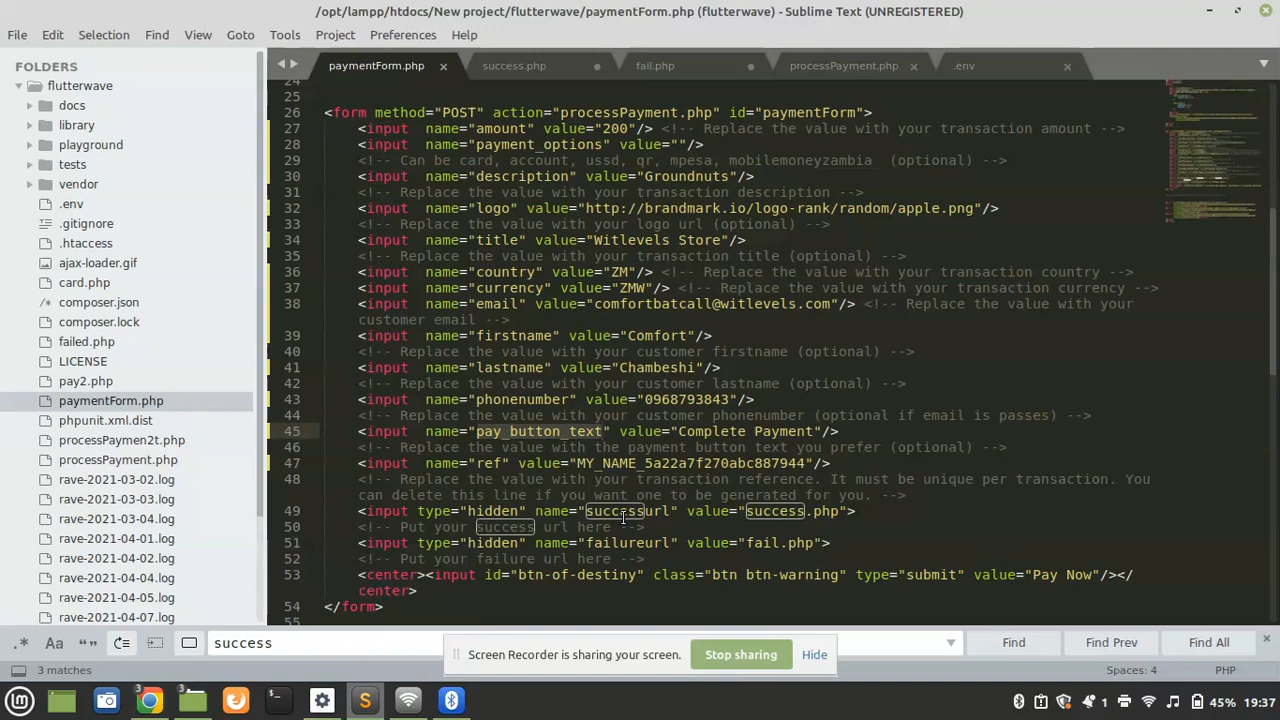 /opt/lampp/htdocs/New project/flutterwave/paymentForm.php (flutterwave) - Sublime Text (UNREGISTERED)
File Edit Selection Find View Goto Tools Project Preferences Help
FOLDERS
flutterwave
docs
library
playground
tests
vendor
.env
.gitignore
.htaccess
ajax-loader.gif
card.php
composer.json
composer.lock
failed.php
LICENSE
pay2.php
paymentForm.php
phpunit.xml.dist
processPaymen2t.php
processPayment.php
rave-2021-03-02.log
rave-2021-03-03.log
rave-2021-04-01.log
rave-2021-04-02.log
rave-2021-04-04.log
rave-2021-04-05.log
rave-2021-04-07.log
paymentForm.php success.php fail.php processPayment.php .env
24
25
26 <form method="POST" action="processPayment.php" id="paymentForm">
27 <input name="amount" value="200"/> <!-- Replace the value with your transaction amount -->
28 <input name="payment_options" value=""/>
29 <!-- Can be card, account, ussd, qr, mpesa, mobilemoneyzambia (optional) -->
30 <input name="description" value="Groundnuts"/>
31 <!-- Replace the value with your transaction description -->
32 <input name="logo" value="http://brandmark.io/logo-rank/random/apple.png"/>
33 <!-- Replace the value with your logo url (optional) -->
34 <input name="title" value="Witlevels Store"/>
35 <!-- Replace the value with your transaction title (optional) -->
36 <input name="country" value="ZM"/> <!-- Replace the value with your transaction country -->
37 <input name="currency" value="ZMW"/> <!-- Replace the value with your transaction currency -->
38 <input name="email" value="comfortbatcall@witlevels.com"/> <!-- Replace the value with your
customer email -->
39 <input name="firstname" value="Comfort"/>
40 <!-- Replace the value with your customer firstname (optional) -->
41 <input name="lastname" value="Chambeshi"/>
42 <!-- Replace the value with your customer lastname (optional) -->
43 <input name="phonenumber" value="0968793843"/>
44 <!-- Replace the value with your customer phonenumber (optional if email is passes) -->
45 <input name="pay_button_text" value="Complete Payment"/>
46 <!-- Replace the value with the payment button text you prefer (optional) -->
47 <input name="ref" value="MY_NAME_5a22a7f270abc887944"/>
48 <!-- Replace the value with your transaction reference. It must be unique per transaction. You
can delete this line if you want one to be generated for you. -->
49 <input type="hidden" name="successurl" value="success.php">
50 <!-- Put your success url here -->
51 <input type="hidden" name="failureurl" value="fail.php">
52 <!-- Put your failure url here -->
53 <center><input id="btn-of-destiny" class="btn btn-warning" type="submit" value="Pay Now"/></
center>
54 </form>
55
.* Aa “” success Find Find Prev Find All
Screen Recorder is sharing your screen. Stop sharing Hide
3 matches Spaces: 4 PHP
3 3 S 1 45% 19:37